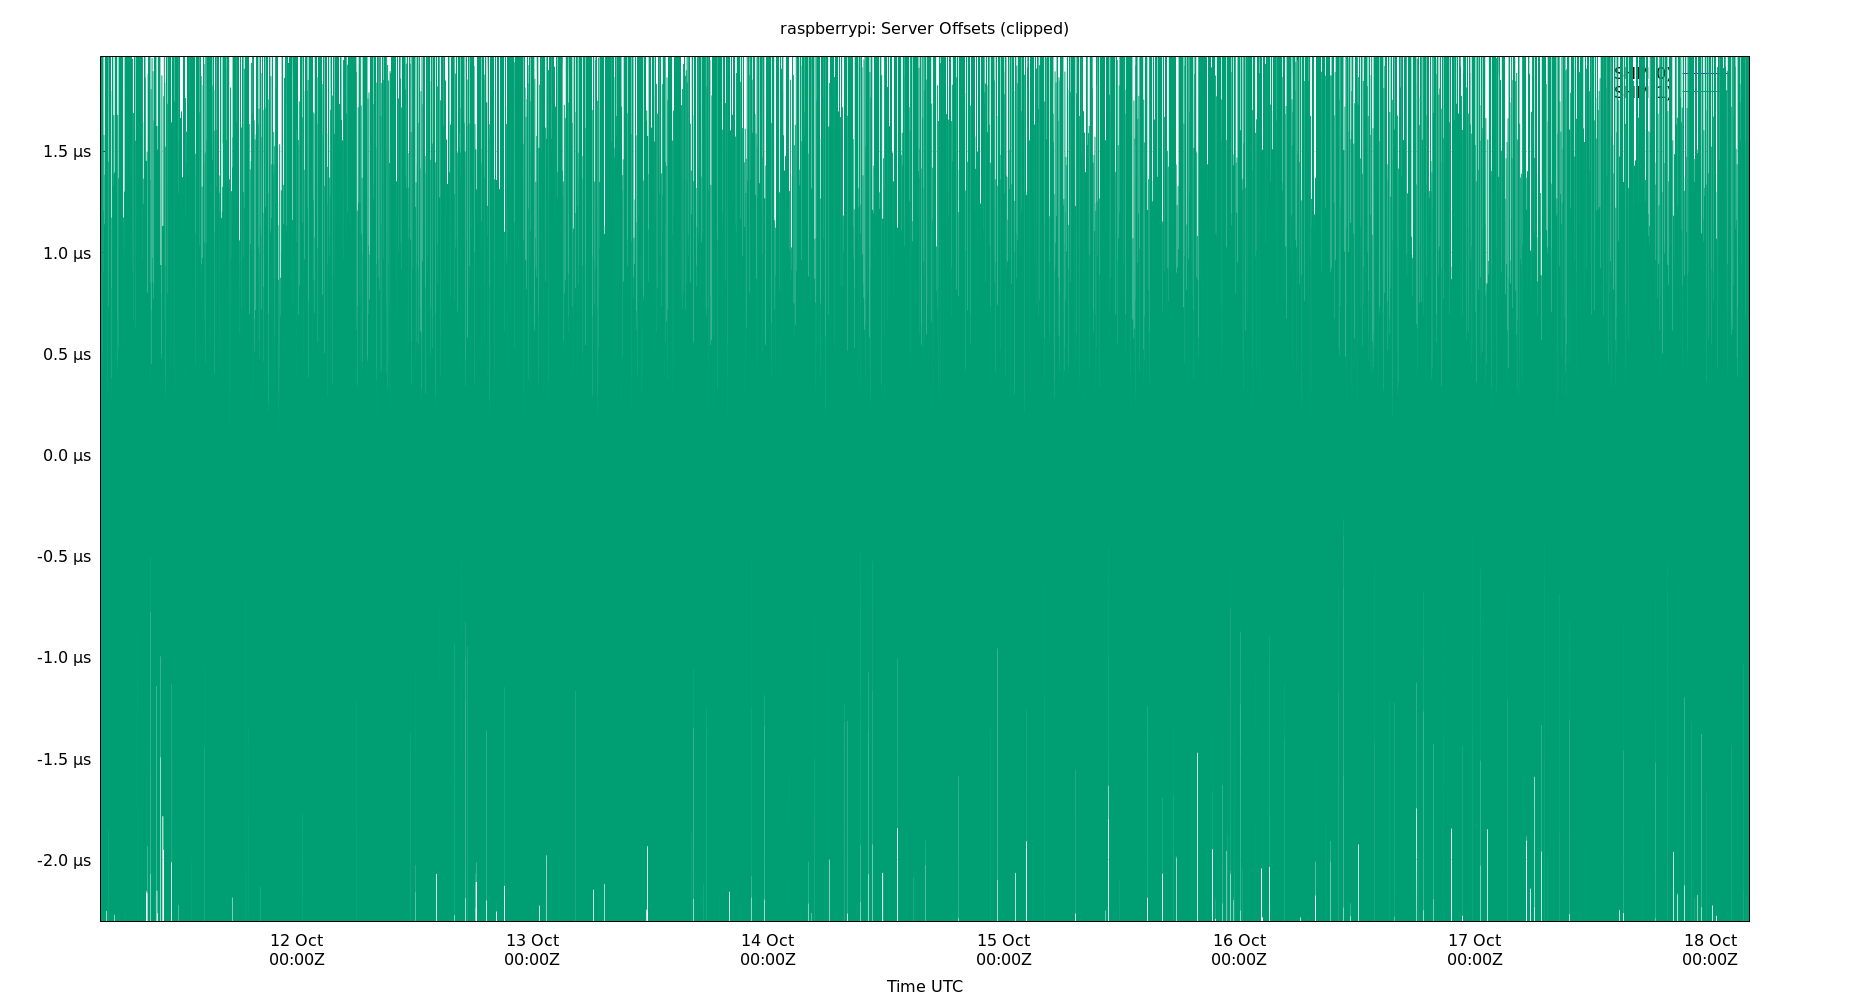 raspberrypi: Server Offsets (clipped)
1.5 µs
1.0 µs
0.5 µs
0.0 µs
-0.5 µs
-1.0 µs
-1.5 µs
-2.0 µs
12 Oct
00:00Z
13 Oct
00:00Z
14 Oct
00:00Z
15 Oct
00:00Z
16 Oct
00:00Z
17 Oct
00:00Z
18 Oct
00:00Z
Time UTC